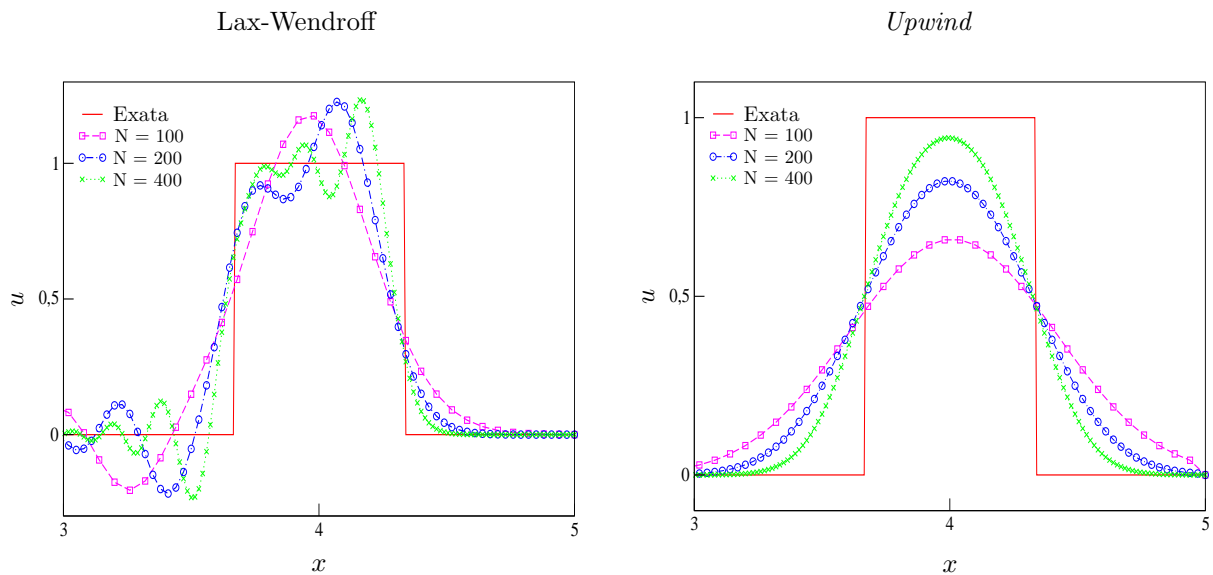 Lax-Wendroff
Exata
N = 100
N = 200
N = 400
1
0,5
0
u
3
4
5
x
Upwind
Exata
N = 100
N = 200
N = 400
1
0,5
0
u
3
4
5
x